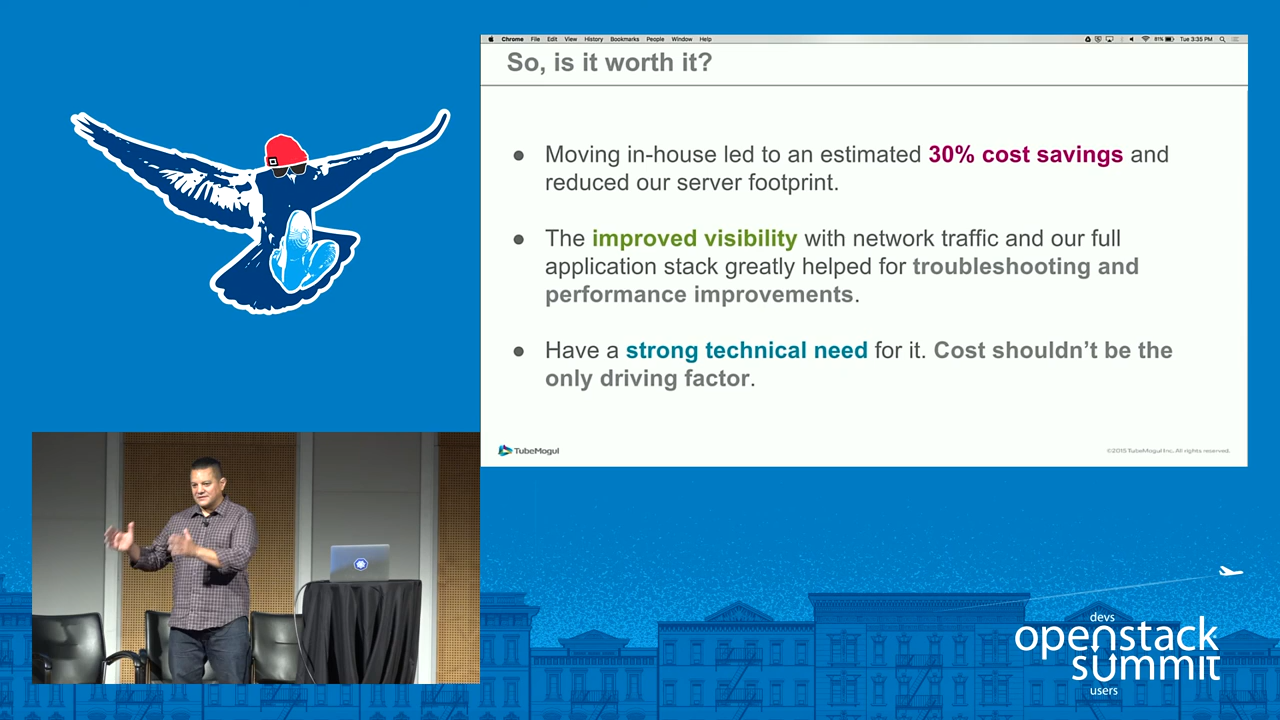 Chrome File Edit View History Bookmarks People Window Help
81% Tue 3:35 PM
So, is it worth it?
● Moving in-house led to an estimated 30% cost savings and
reduced our server footprint.
● The improved visibility with network traffic and our full
application stack greatly helped for troubleshooting and
performance improvements.
● Have a strong technical need for it. Cost shouldn’t be the
only driving factor.
TubeMogul
©2015 TubeMogul Inc. All rights reserved.
devs
openstack
summit
users